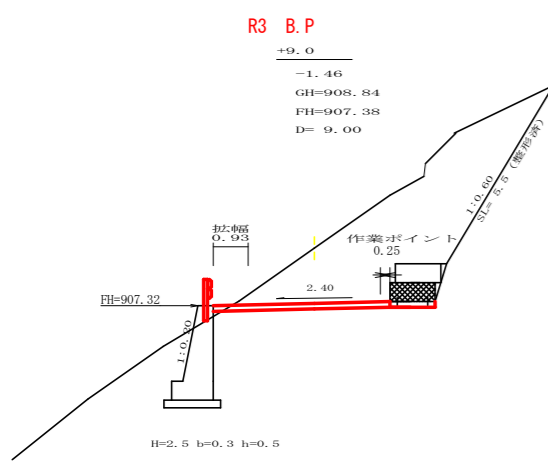 R3 B.P
+9.0
-1.46
GH=908.84
FH=907.38
D= 9.00
1:0.60
SL= 5.5 (整形済)
拡幅
0.93
作業ポイント
0.25
2.40
FH=907.32
1:0.20
H=2.5 b=0.3 h=0.5